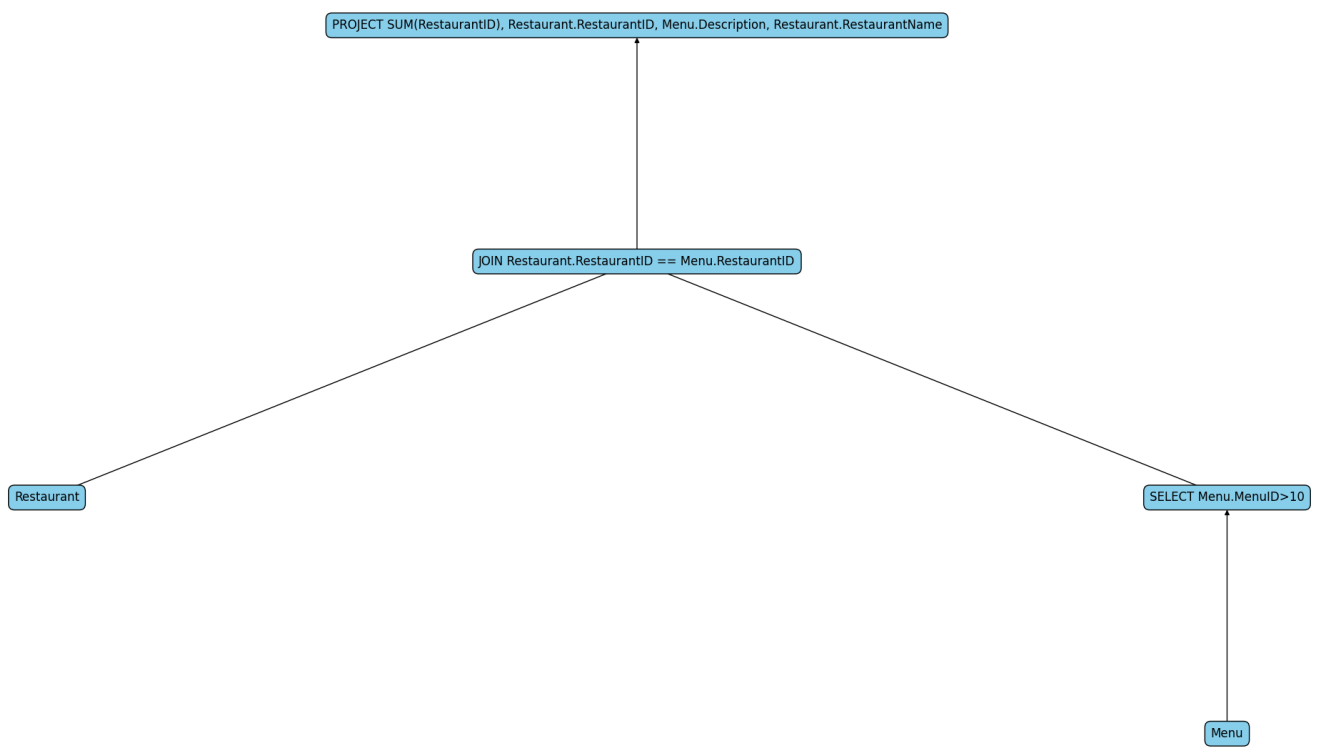 PROJECT SUM(RestaurantID), Restaurant.RestaurantID, Menu.Description, Restaurant.RestaurantName
JOIN Restaurant.RestaurantID == Menu.RestaurantID
Restaurant
SELECT Menu.MenuID>10
Menu